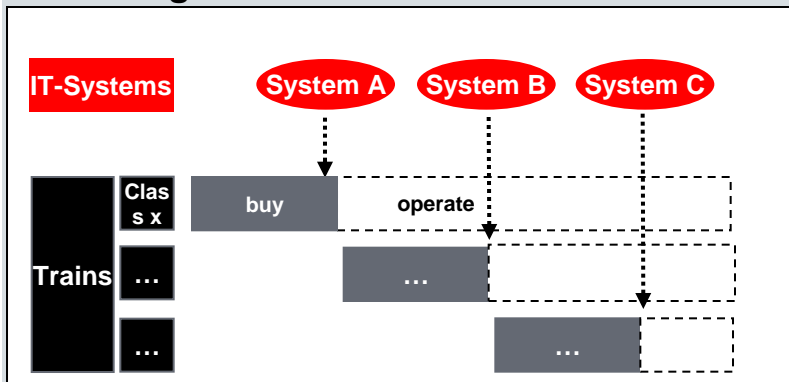 IT-Systems
System A
System B
System C
Trains
Clas
s x
buy
operate
...
...
...
...